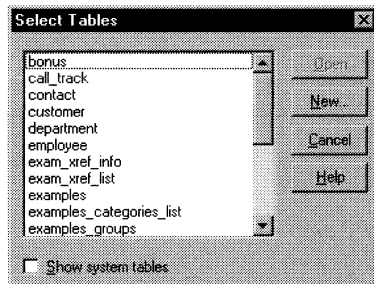 Select Tables
bonus
call_track
contact
customer
department
employee
exam_xref_info
exam_xref_list
examples
examples_categories_list
examples_groups
Open
New...
Cancel
Help
Show system tables